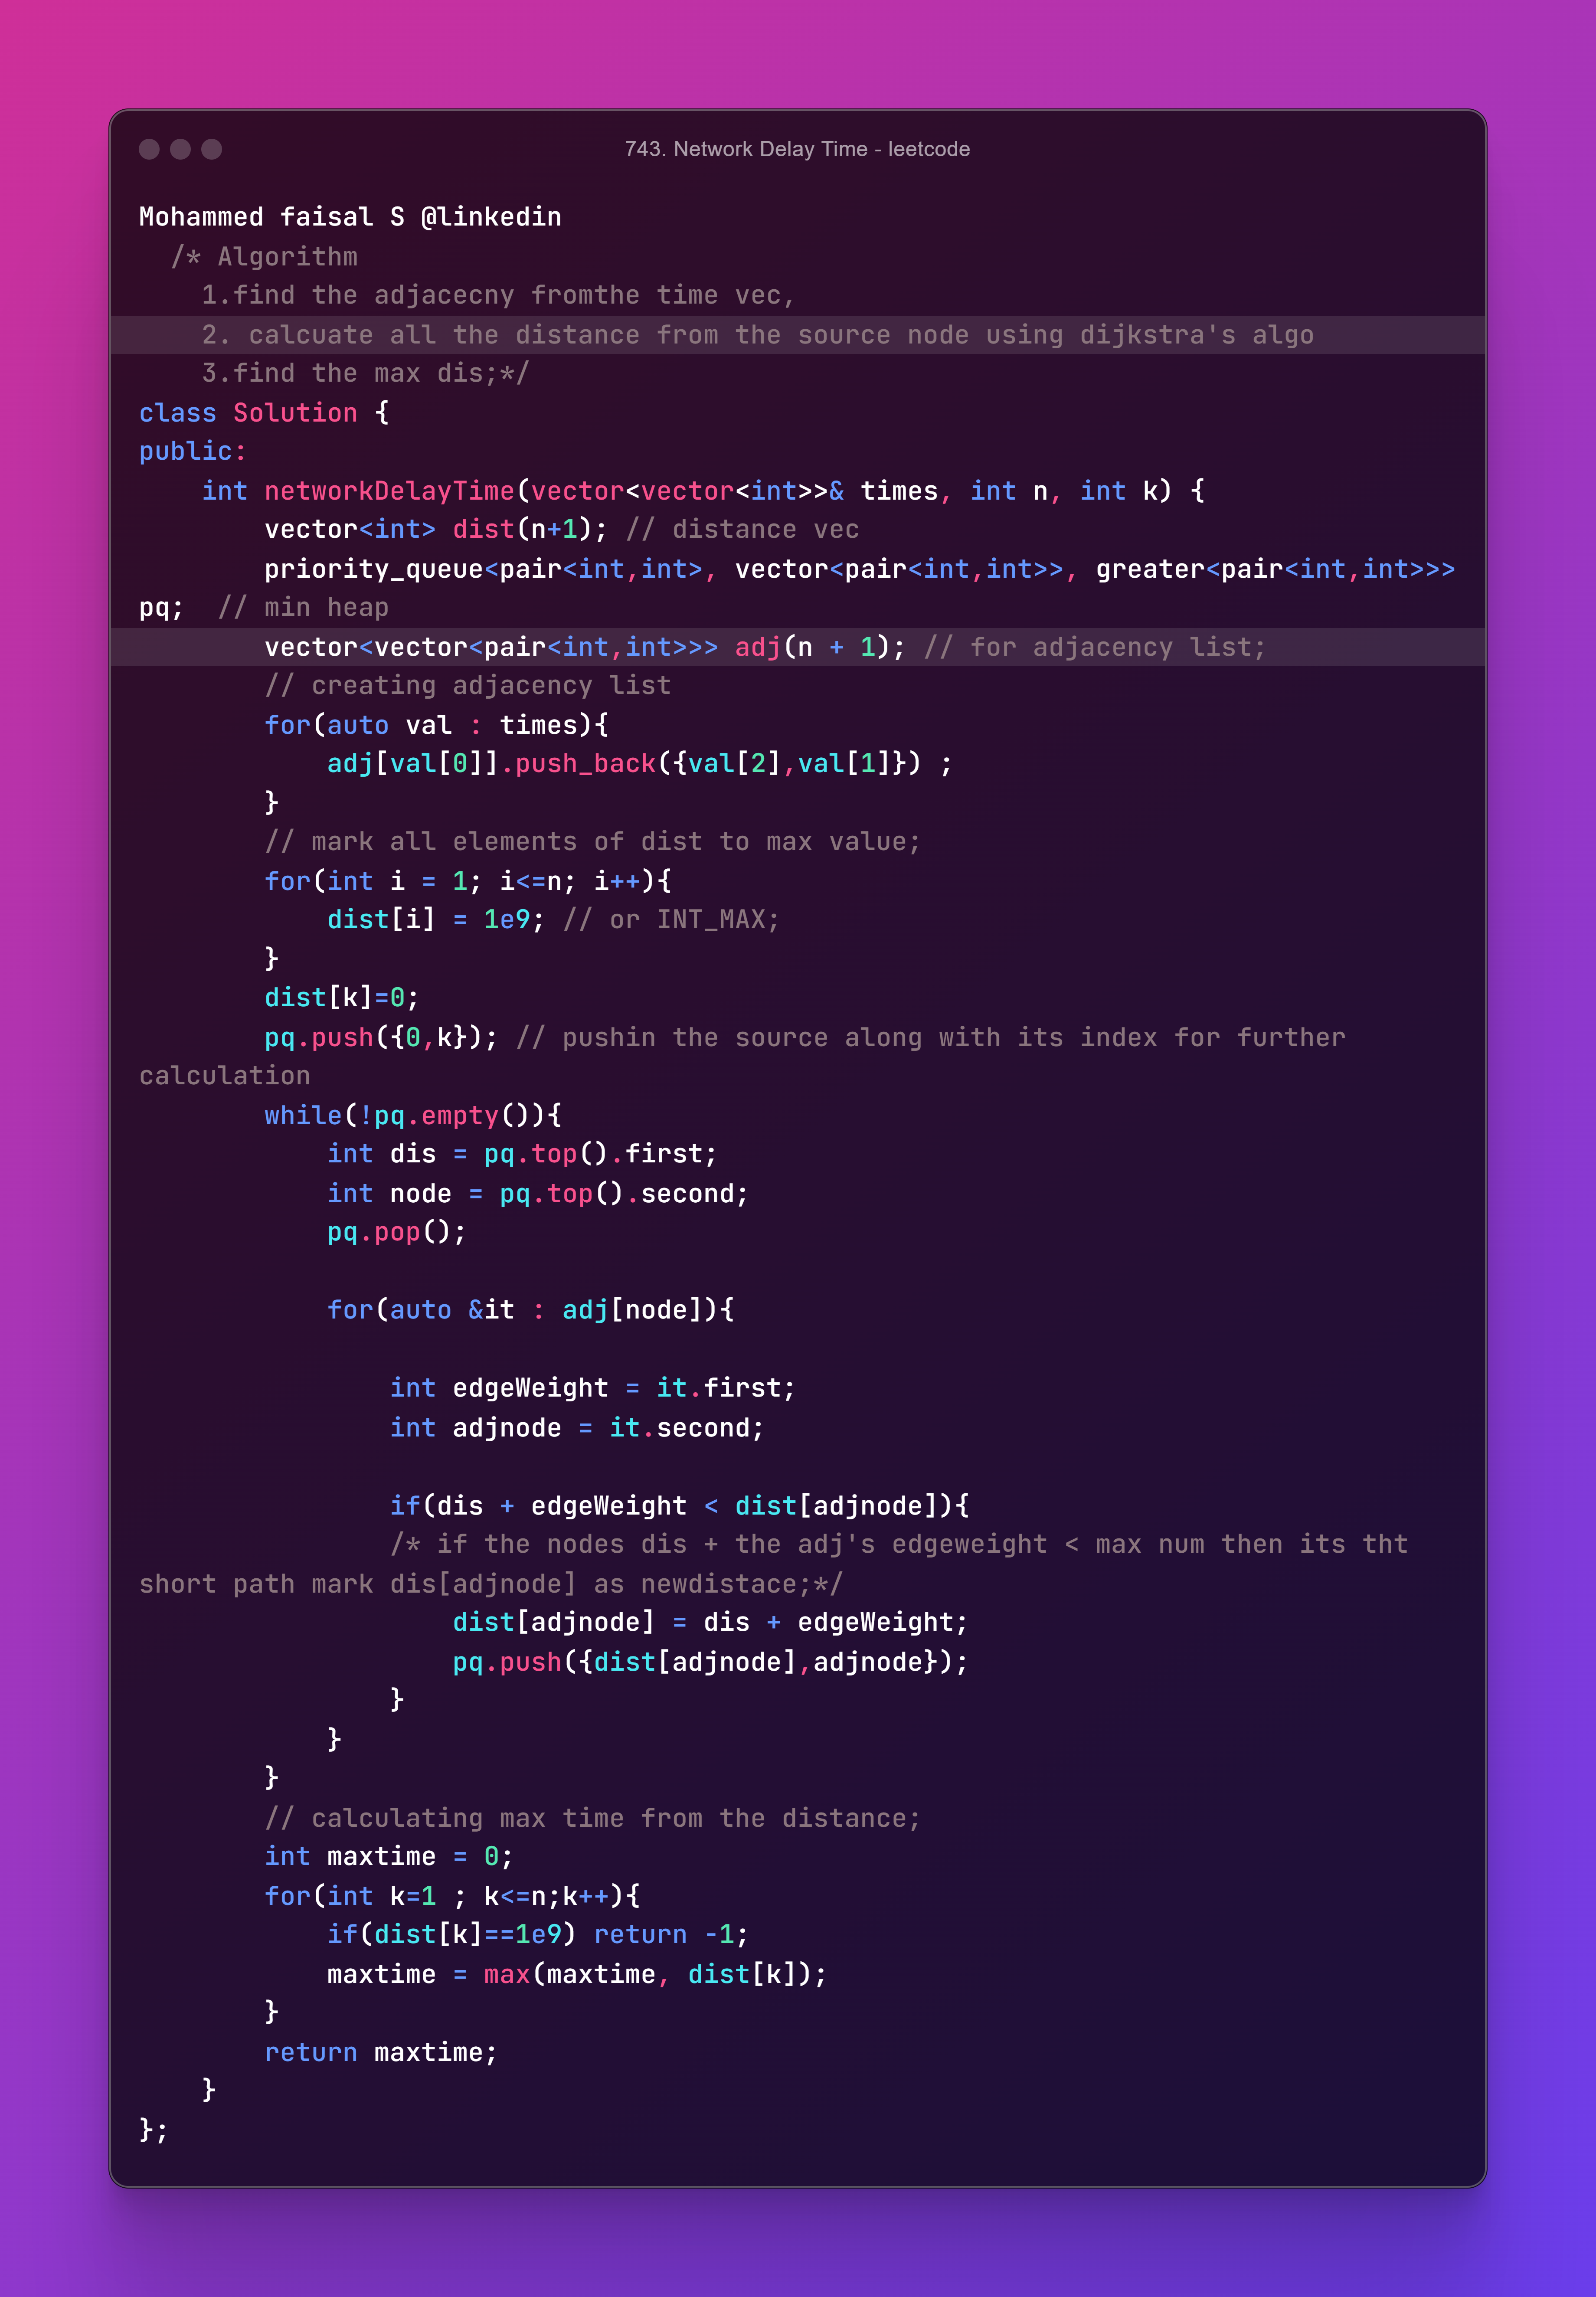 743. Network Delay Time - leetcode
Mohammed faisal S @linkedin
  /* Algorithm
    1.find the adjacecny fromthe time vec,
    2. calcuate all the distance from the source node using dijkstra's algo
    3.find the max dis;*/
class Solution {
public:
    int networkDelayTime(vector<vector<int>>& times, int n, int k) {
        vector<int> dist(n+1); // distance vec
        priority_queue<pair<int,int>, vector<pair<int,int>>, greater<pair<int,int>>>
pq;  // min heap
        vector<vector<pair<int,int>>> adj(n + 1); // for adjacency list;
        // creating adjacency list
        for(auto val : times){
            adj[val[0]].push_back({val[2],val[1]}) ;
        }
        // mark all elements of dist to max value;
        for(int i = 1; i<=n; i++){
            dist[i] = 1e9; // or INT_MAX;
        }
        dist[k]=0;
        pq.push({0,k}); // pushin the source along with its index for further
calculation
        while(!pq.empty()){
            int dis = pq.top().first;
            int node = pq.top().second;
            pq.pop();

            for(auto &it : adj[node]){

                int edgeWeight = it.first;
                int adjnode = it.second;

                if(dis + edgeWeight < dist[adjnode]){
                /* if the nodes dis + the adj's edgeweight < max num then its tht
short path mark dis[adjnode] as newdistace;*/
                    dist[adjnode] = dis + edgeWeight;
                    pq.push({dist[adjnode],adjnode});
                }
            }
        }
        // calculating max time from the distance;
        int maxtime = 0;
        for(int k=1 ; k<=n;k++){
            if(dist[k]==1e9) return -1;
            maxtime = max(maxtime, dist[k]);
        }
        return maxtime;
    }
};